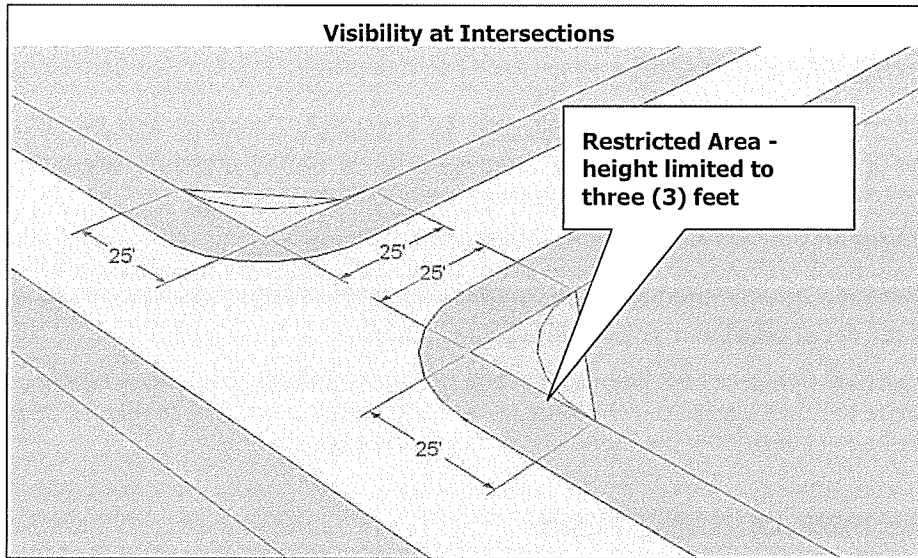 Visibility at Intersections
Restricted Area -
height limited to
three (3) feet
25'
25'
25'
25'